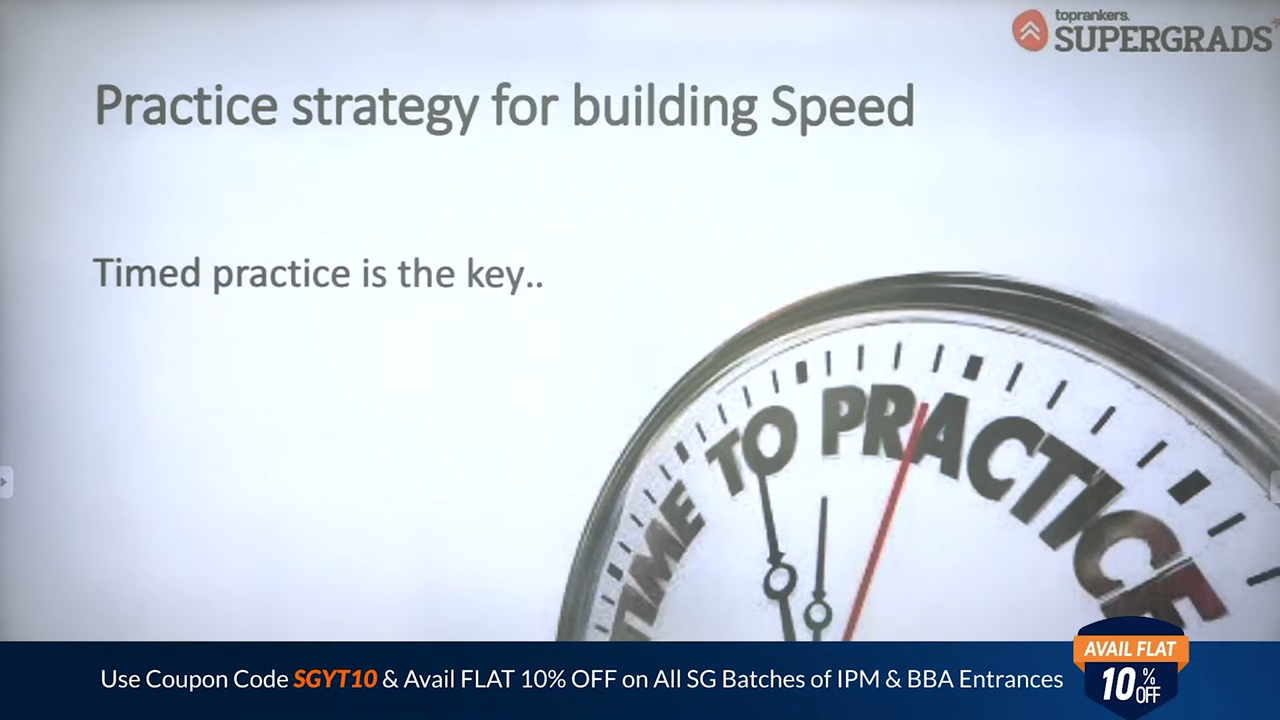 toprankers.
SUPERGRADS
Practice strategy for building Speed
Timed practice is the key..
TIME TO PRACTICE
Use Coupon Code SGYT10 & Avail FLAT 10% OFF on All SG Batches of IPM & BBA Entrances
AVAIL FLAT
10% OFF